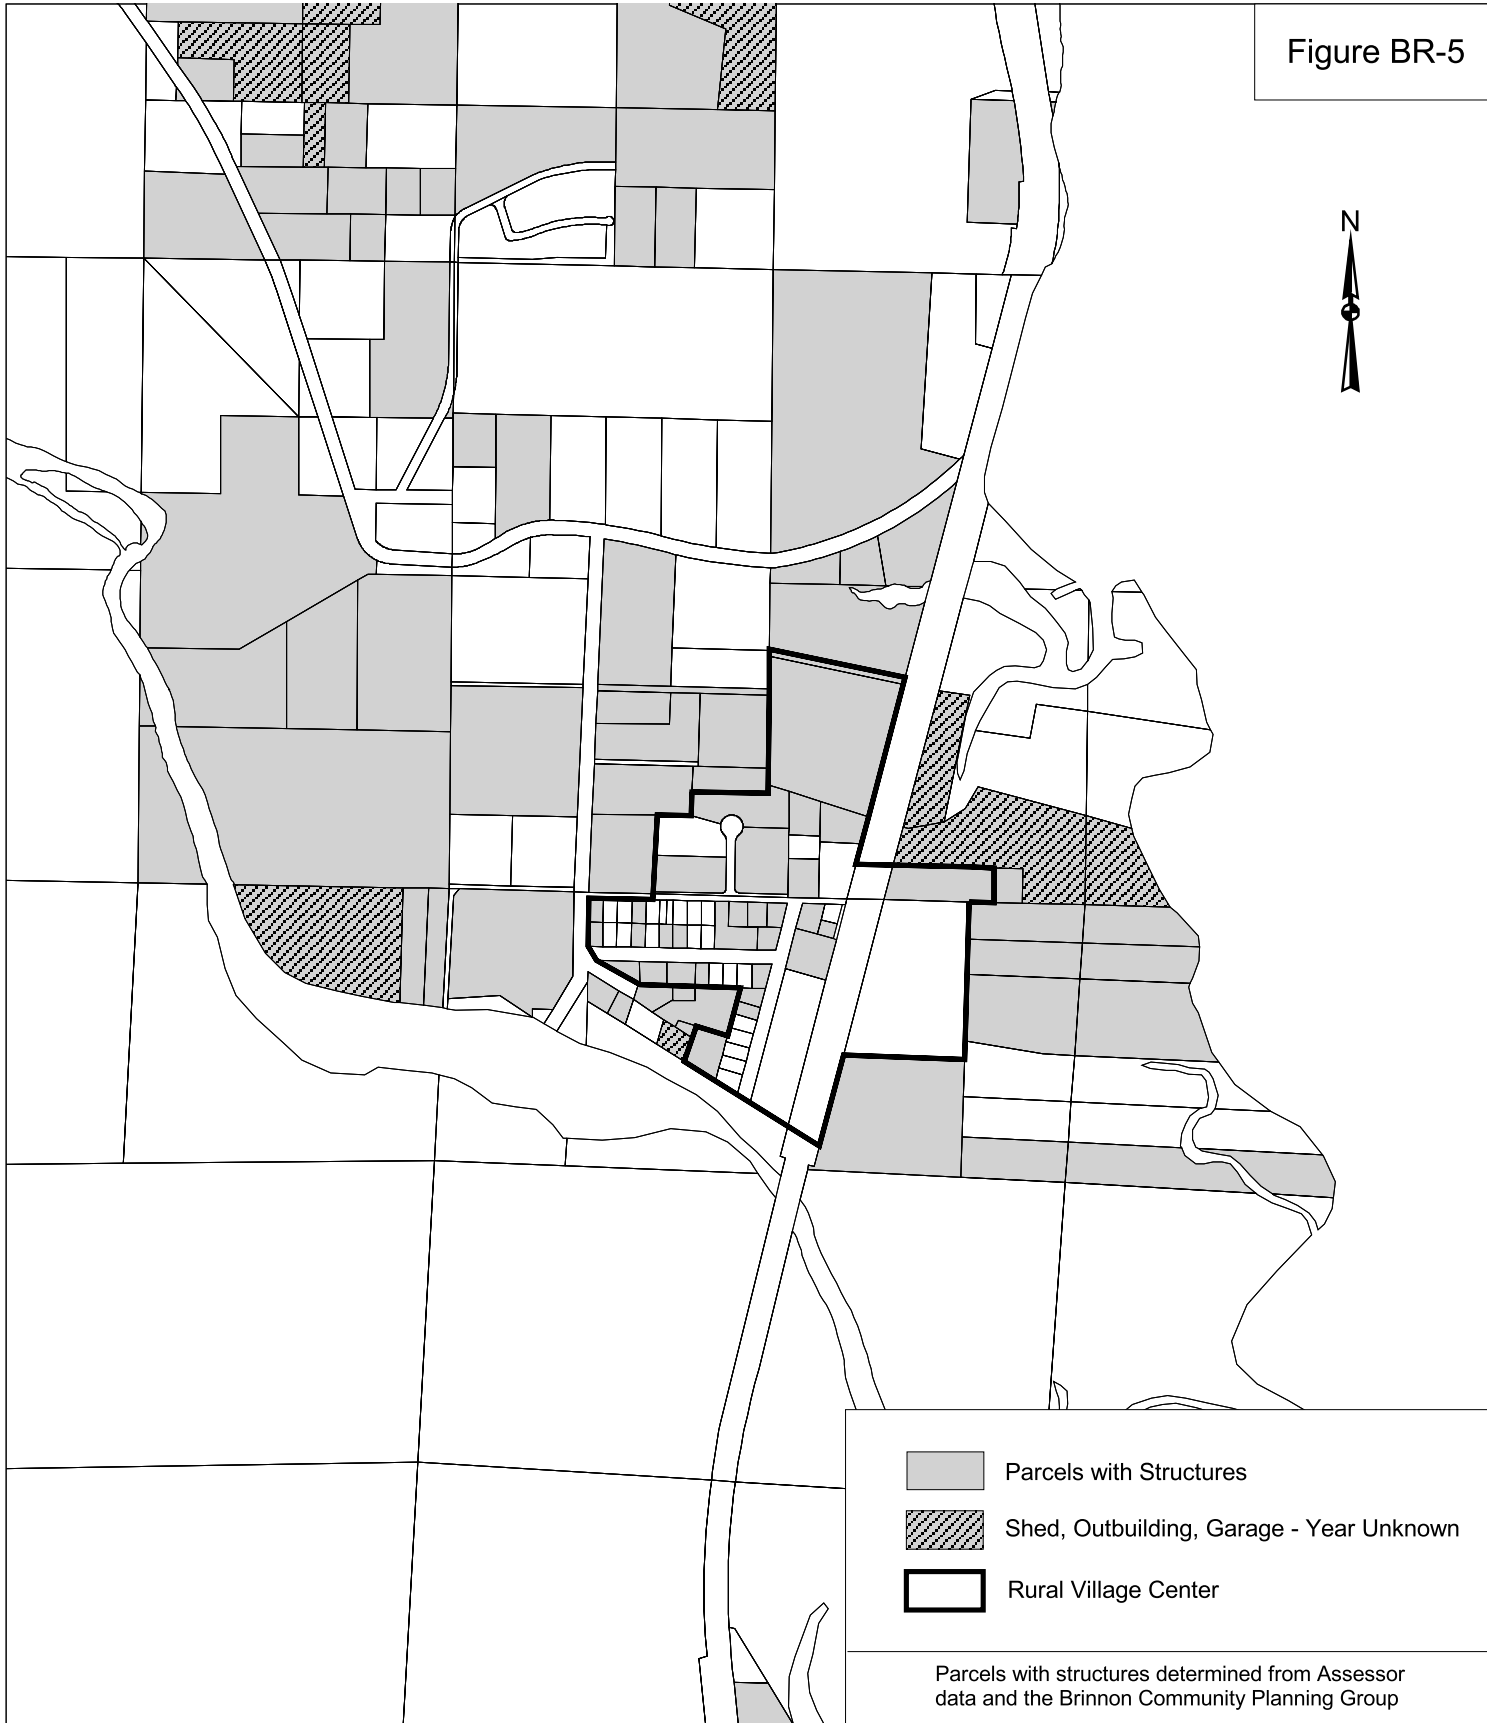 Figure BR-5
N
Parcels with Structures
Shed, Outbuilding, Garage - Year Unknown
Rural Village Center
Parcels with structures determined from Assessor
data and the Brinnon Community Planning Group